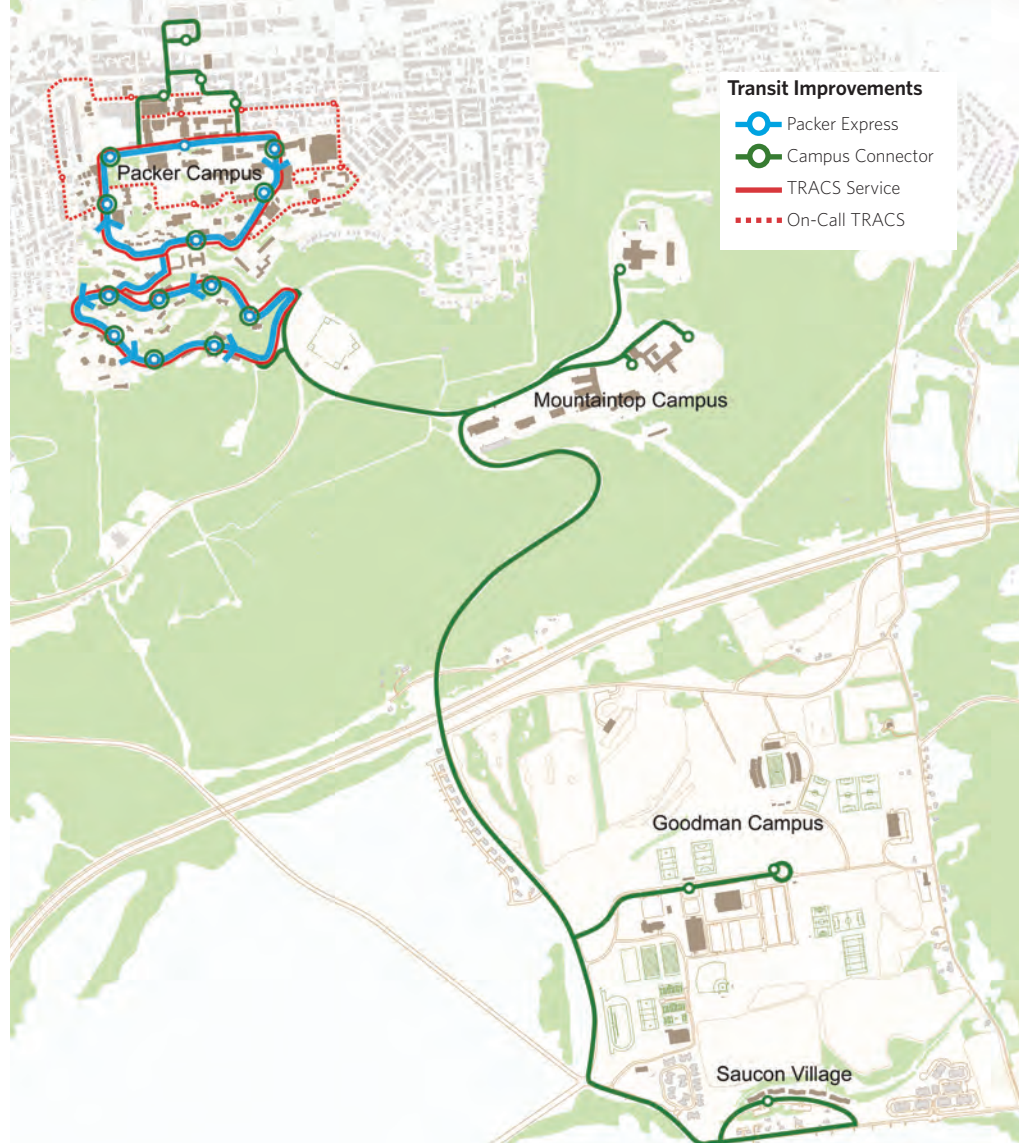 Transit Improvements
Packer Express
Campus Connector
TRACS Service
On-Call TRACS
Packer Campus
Mountaintop Campus
Goodman Campus
Saucon Village